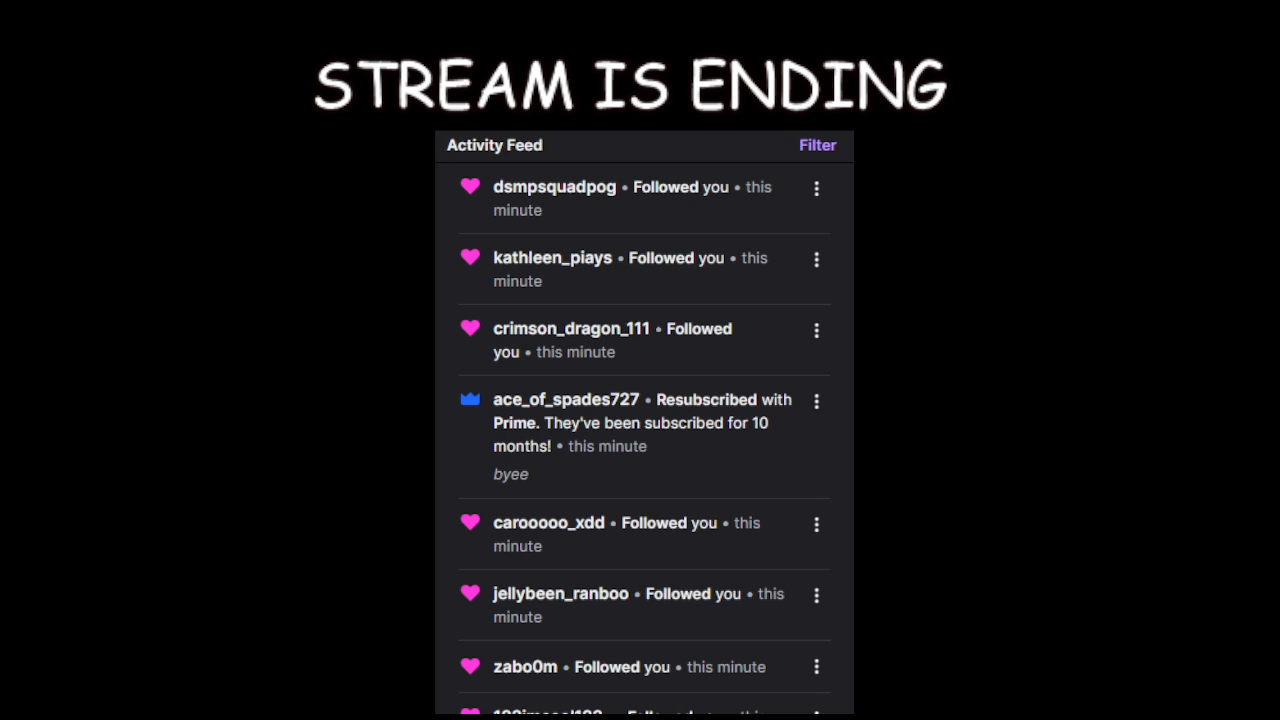 STREAM IS ENDING
Activity Feed Filter
dsmpsquadpog • Followed you • this
minute
kathleen_piays • Followed you • this
minute
crimson_dragon_111 • Followed
you • this minute
ace_of_spades727 • Resubscribed with
Prime. They've been subscribed for 10
months! • this minute
byee
carooooo_xdd • Followed you • this
minute
jellybeen_ranboo • Followed you • this
minute
zabo0m • Followed you • this minute